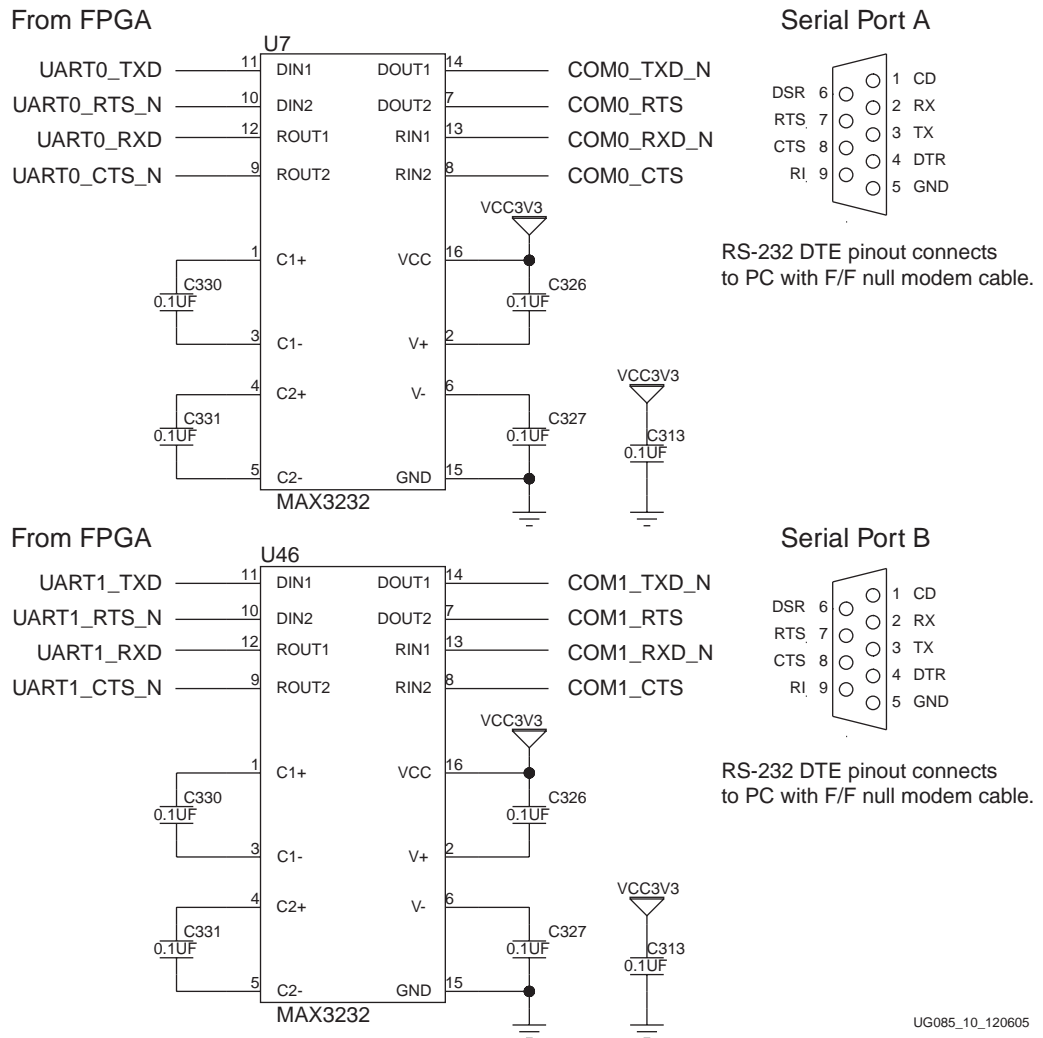 From FPGA
Serial Port A
U7
UART0_TXD 11 DIN1 DOUT1 14 COM0_TXD_N
UART0_RTS_N 10 DIN2 DOUT2 7 COM0_RTS
UART0_RXD 12 ROUT1 RIN1 13 COM0_RXD_N
UART0_CTS_N 9 ROUT2 RIN2 8 COM0_CTS
1 CD
DSR 6
2 RX
RTS 7
3 TX
CTS 8
4 DTR
RI 9
5 GND
VCC3V3
1 C1+ VCC 16
C330
0.1UF
C326
0.1UF
3 C1- V+ 2
RS-232 DTE pinout connects
to PC with F/F null modem cable.
4 C2+ V- 6
VCC3V3
C331
0.1UF
C327
0.1UF
C313
0.1UF
5 C2- GND 15
MAX3232
From FPGA
Serial Port B
U46
UART1_TXD 11 DIN1 DOUT1 14 COM1_TXD_N
UART1_RTS_N 10 DIN2 DOUT2 7 COM1_RTS
UART1_RXD 12 ROUT1 RIN1 13 COM1_RXD_N
UART1_CTS_N 9 ROUT2 RIN2 8 COM1_CTS
1 CD
DSR 6
2 RX
RTS 7
3 TX
CTS 8
4 DTR
RI 9
5 GND
VCC3V3
1 C1+ VCC 16
C330
0.1UF
C326
0.1UF
3 C1- V+ 2
RS-232 DTE pinout connects
to PC with F/F null modem cable.
4 C2+ V- 6
VCC3V3
C331
0.1UF
C327
0.1UF
C313
0.1UF
5 C2- GND 15
MAX3232
UG085_10_120605